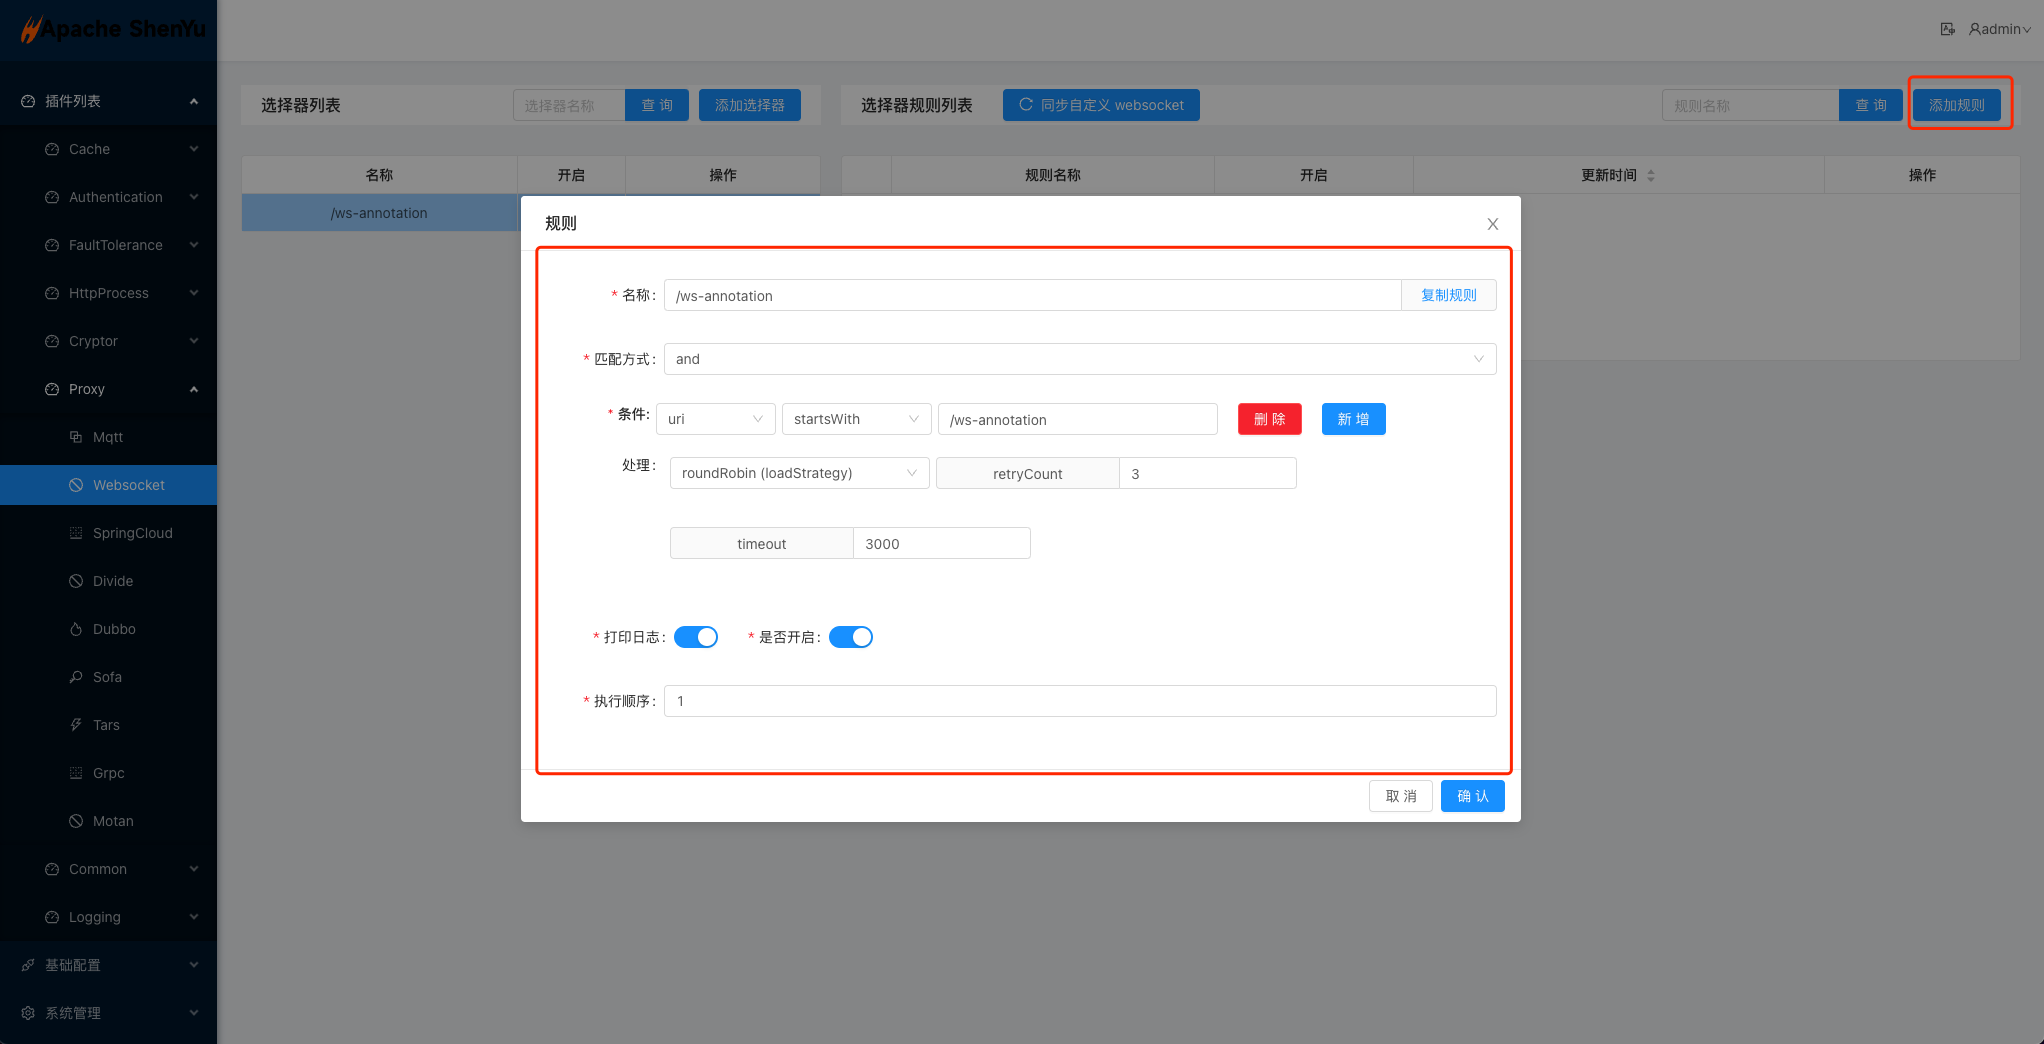 Apache ShenYu
admin
插件列表
Cache
Authentication
FaultTolerance
HttpProcess
Cryptor
Proxy
Mqtt
Websocket
SpringCloud
Divide
Dubbo
Sofa
Tars
Grpc
Motan
Common
Logging
基础配置
系统管理
选择器列表 选择器名称 查 询 添加选择器
名称 开启 操作
/ws-annotation
选择器规则列表 同步自定义 websocket 规则名称 查 询 添加规则
规则名称 开启 更新时间 操作
规则
* 名称: /ws-annotation 复制规则
* 匹配方式: and
* 条件: uri startsWith /ws-annotation 删 除 新 增
处理: roundRobin (loadStrategy) retryCount 3
timeout 3000
* 打印日志: * 是否开启:
* 执行顺序: 1
取 消 确 认